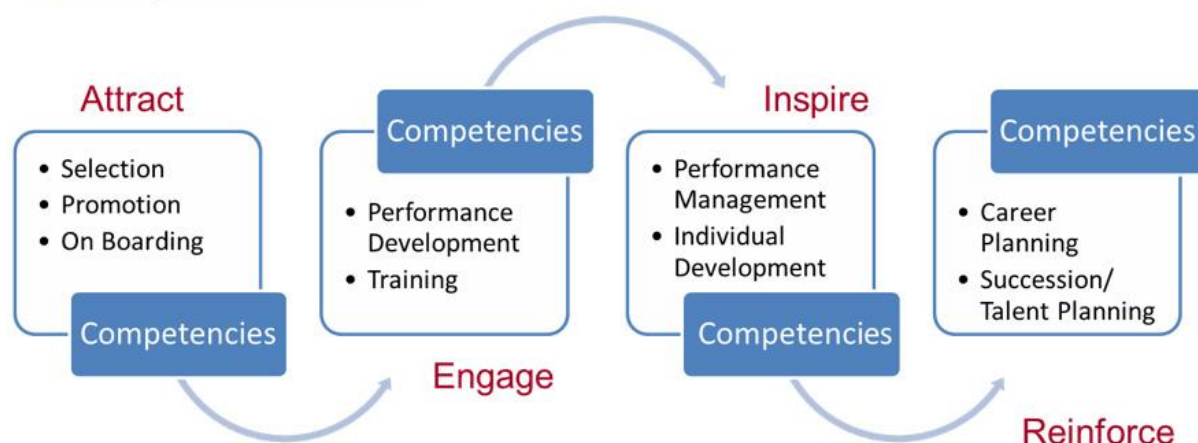 Attract
• Selection
• Promotion
• On Boarding
Competencies
Competencies
• Performance
Development
• Training
Engage
Inspire
• Performance
Management
• Individual
Development
Competencies
Competencies
• Career
Planning
• Succession/
Talent Planning
Reinforce